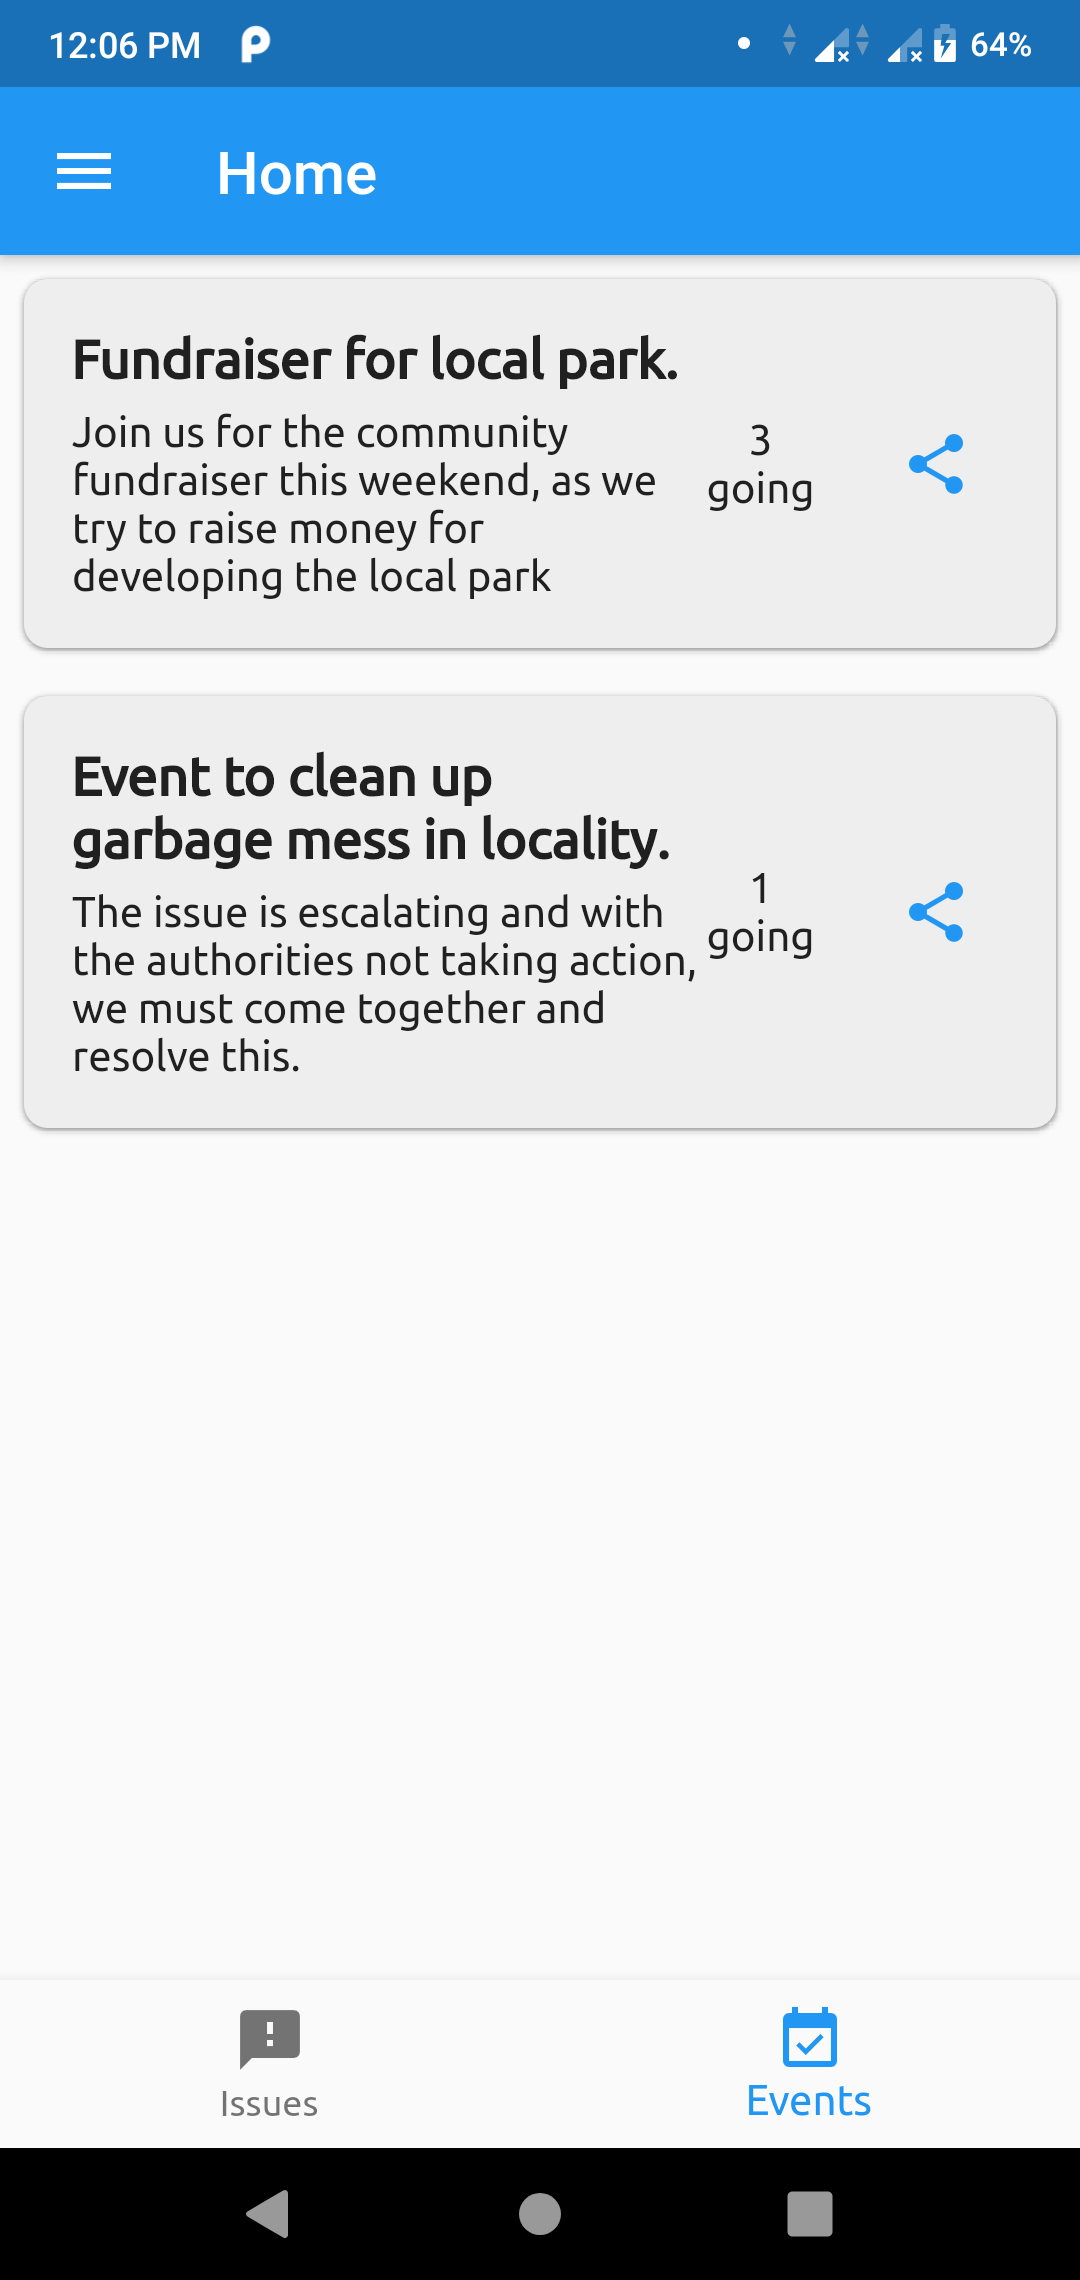 12:06 PM
64%
Home
Fundraiser for local park.
Join us for the community
fundraiser this weekend, as we
try to raise money for
developing the local park
3
going
Event to clean up
garbage mess in locality.
The issue is escalating and with
the authorities not taking action,
we must come together and
resolve this.
1
going
Issues
Events